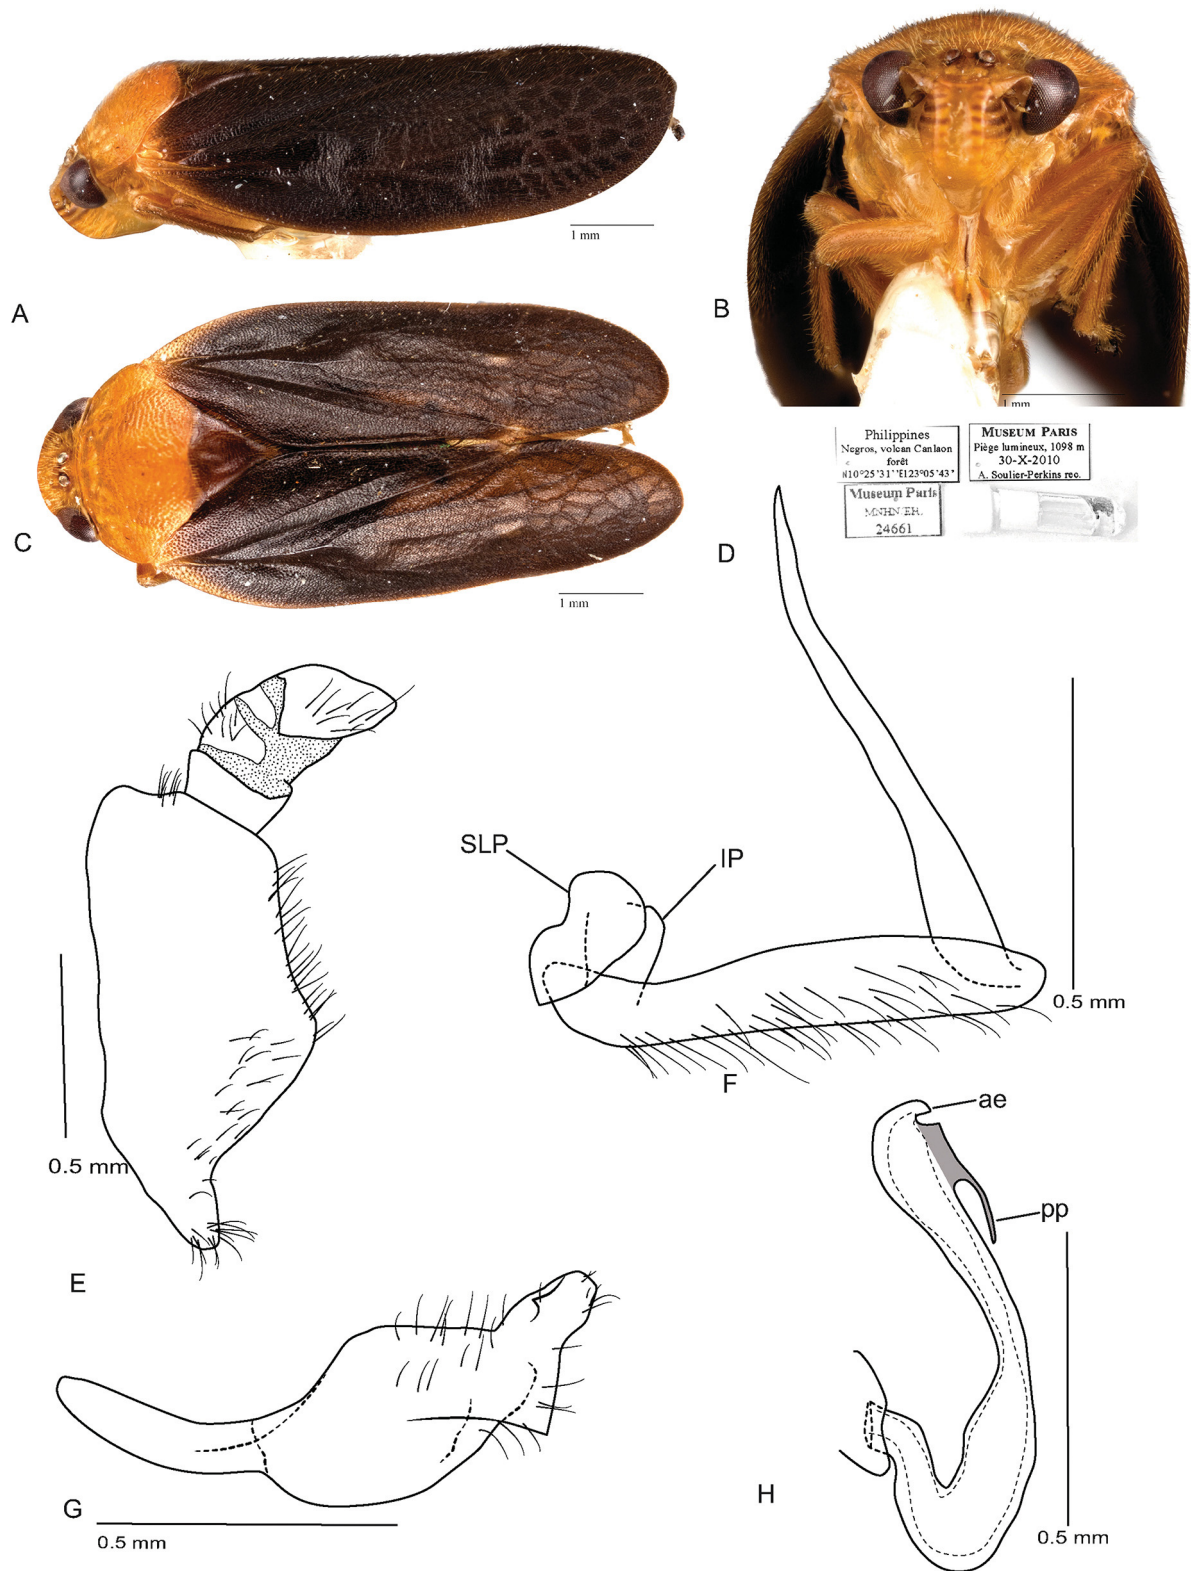 1 mm
A
B
1 mm
Philippines
Negros, volcan Canlaon
forêt
N10°25'31''E123°05'43"
MUSEUM PARIS
Piège lumineux, 1098 m
30-X-2010
A. Soulier-Perkins rec.
Museum Paris
MNHN(EH)
24661
C
1 mm
D
SLP
IP
0.5 mm
F
0.5 mm
E
ae
pp
G
0.5 mm
H
0.5 mm